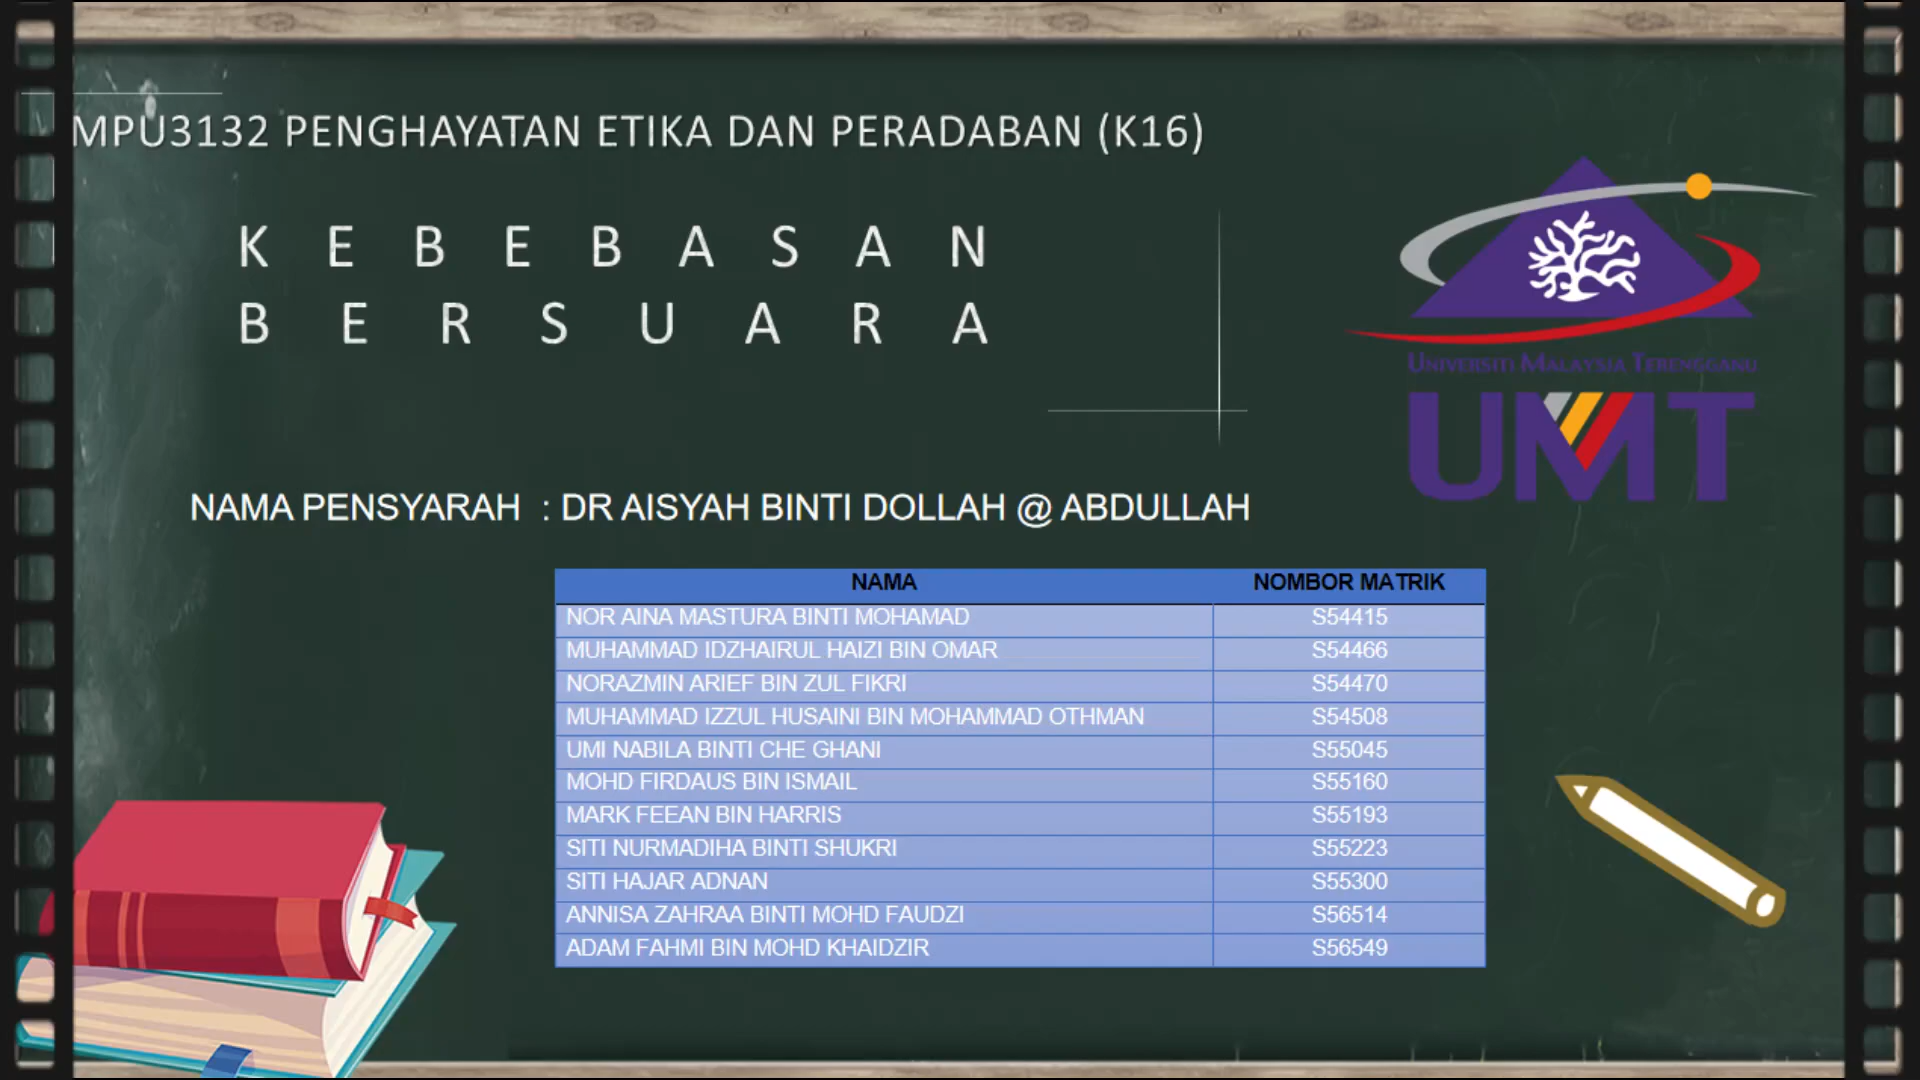 MPU3132 PENGHAYATAN ETIKA DAN PERADABAN (K16)
KEBEBASAN
BERSUARA
UNIVERSITI MALAYSIA TERENGGANU
UMT
NAMA PENSYARAH : DR AISYAH BINTI DOLLAH @ ABDULLAH
NAMA NOMBOR MATRIK
NOR AINA MASTURA BINTI MOHAMAD S54415
MUHAMMAD IDZHAIRUL HAIZI BIN OMAR S54466
NORAZMIN ARIEF BIN ZUL FIKRI S54470
MUHAMMAD IZZUL HUSAINI BIN MOHAMMAD OTHMAN S54508
UMI NABILA BINTI CHE GHANI S55045
MOHD FIRDAUS BIN ISMAIL S55160
MARK FEEAN BIN HARRIS S55193
SITI NURMADIHA BINTI SHUKRI S55223
SITI HAJAR ADNAN S55300
ANNISA ZAHRAA BINTI MOHD FAUDZI S56514
ADAM FAHMI BIN MOHD KHAIDZIR S56549